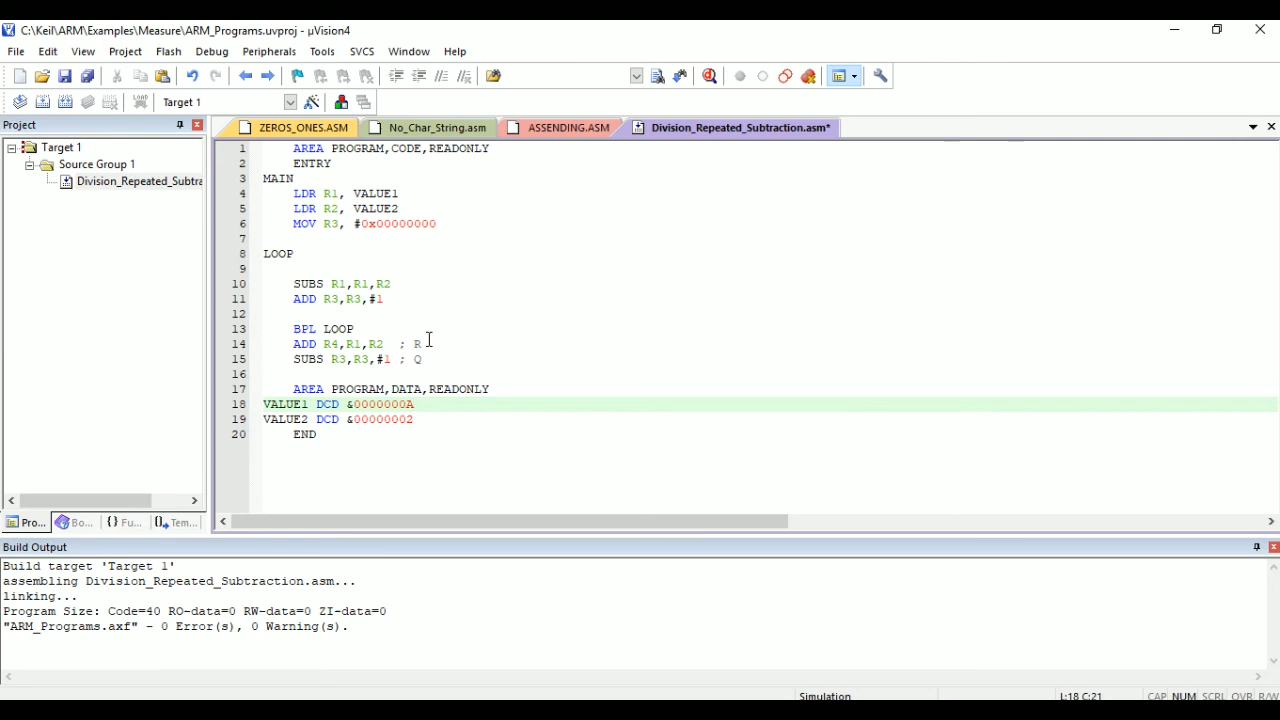 C:\Keil\ARM\Examples\Measure\ARM_Programs.uvproj - µVision4
File Edit View Project Flash Debug Peripherals Tools SVCS Window Help
Target 1
Project
ZEROS_ONES.ASM No_Char_String.asm ASSENDING.ASM Division_Repeated_Subtraction.asm*
Target 1
Source Group 1
Division_Repeated_Subtra
1 AREA PROGRAM,CODE,READONLY
2 ENTRY
3 MAIN
4 LDR R1, VALUE1
5 LDR R2, VALUE2
6 MOV R3, #0x00000000
7
8 LOOP
9
10 SUBS R1,R1,R2
11 ADD R3,R3,#1
12
13 BPL LOOP
14 ADD R4,R1,R2 ; R
15 SUBS R3,R3,#1 ; Q
16
17 AREA PROGRAM,DATA,READONLY
18 VALUE1 DCD &0000000A
19 VALUE2 DCD &00000002
20 END
Pro... Bo... {} Fu... Tem...
Build Output
Build target 'Target 1'
assembling Division_Repeated_Subtraction.asm...
linking...
Program Size: Code=40 RO-data=0 RW-data=0 ZI-data=0
"ARM_Programs.axf" - 0 Error(s), 0 Warning(s).
Simulation L:18 C:21 CAP NUM SCRL OVR R/W